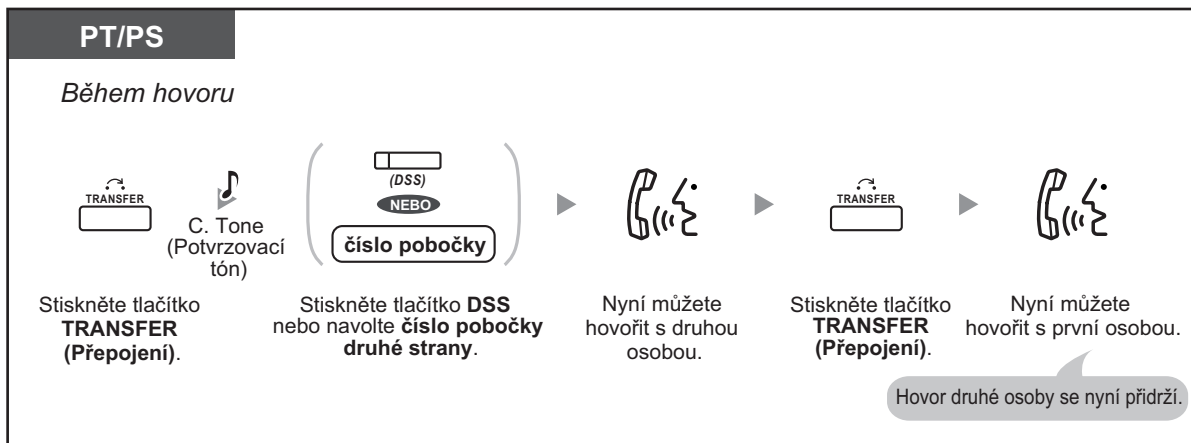 PT/PS
Během hovoru
TRANSFER
C. Tone
(Potvrzovací
tón)
(DSS)
NEBO
číslo pobočky
TRANSFER
Stiskněte tlačítko
TRANSFER
(Přepojení).
Stiskněte tlačítko DSS
nebo navolte číslo pobočky
druhé strany.
Nyní můžete
hovořit s druhou
osobou.
Stiskněte tlačítko
TRANSFER
(Přepojení).
Nyní můžete
hovořit s první osobou.
Hovor druhé osoby se nyní přidrží.